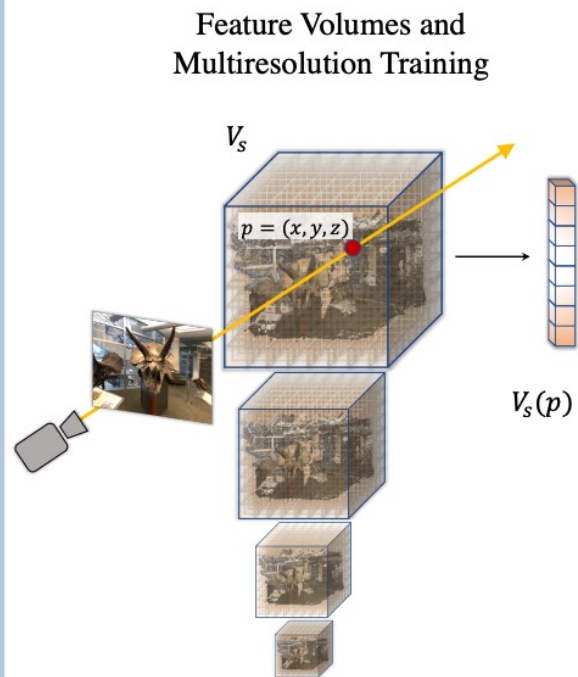 Feature Volumes and
Multiresolution Training
V_s
p = (x, y, z)
V_s(p)